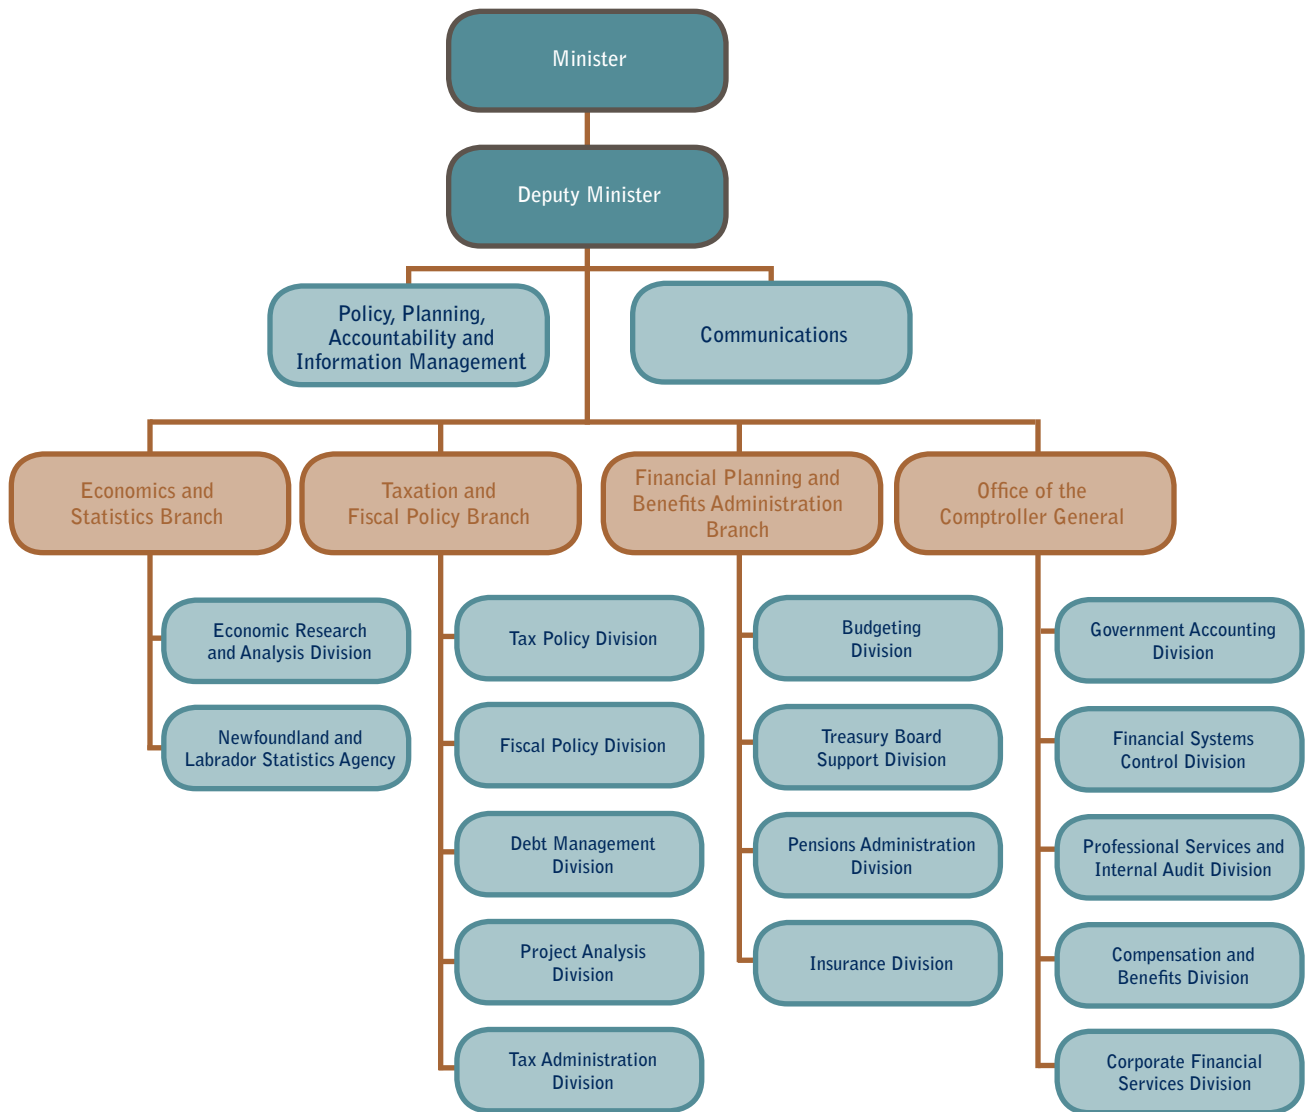 Minister
Deputy Minister
Policy, Planning,
Accountability and
Information Management
Communications
Economics and
Statistics Branch
Taxation and
Fiscal Policy Branch
Financial Planning and
Benefits Administration
Branch
Office of the
Comptroller General
Economic Research
and Analysis Division
Newfoundland and
Labrador Statistics Agency
Tax Policy Division
Fiscal Policy Division
Debt Management
Division
Project Analysis
Division
Tax Administration
Division
Budgeting
Division
Treasury Board
Support Division
Pensions Administration
Division
Insurance Division
Government Accounting
Division
Financial Systems
Control Division
Professional Services and
Internal Audit Division
Compensation and
Benefits Division
Corporate Financial
Services Division